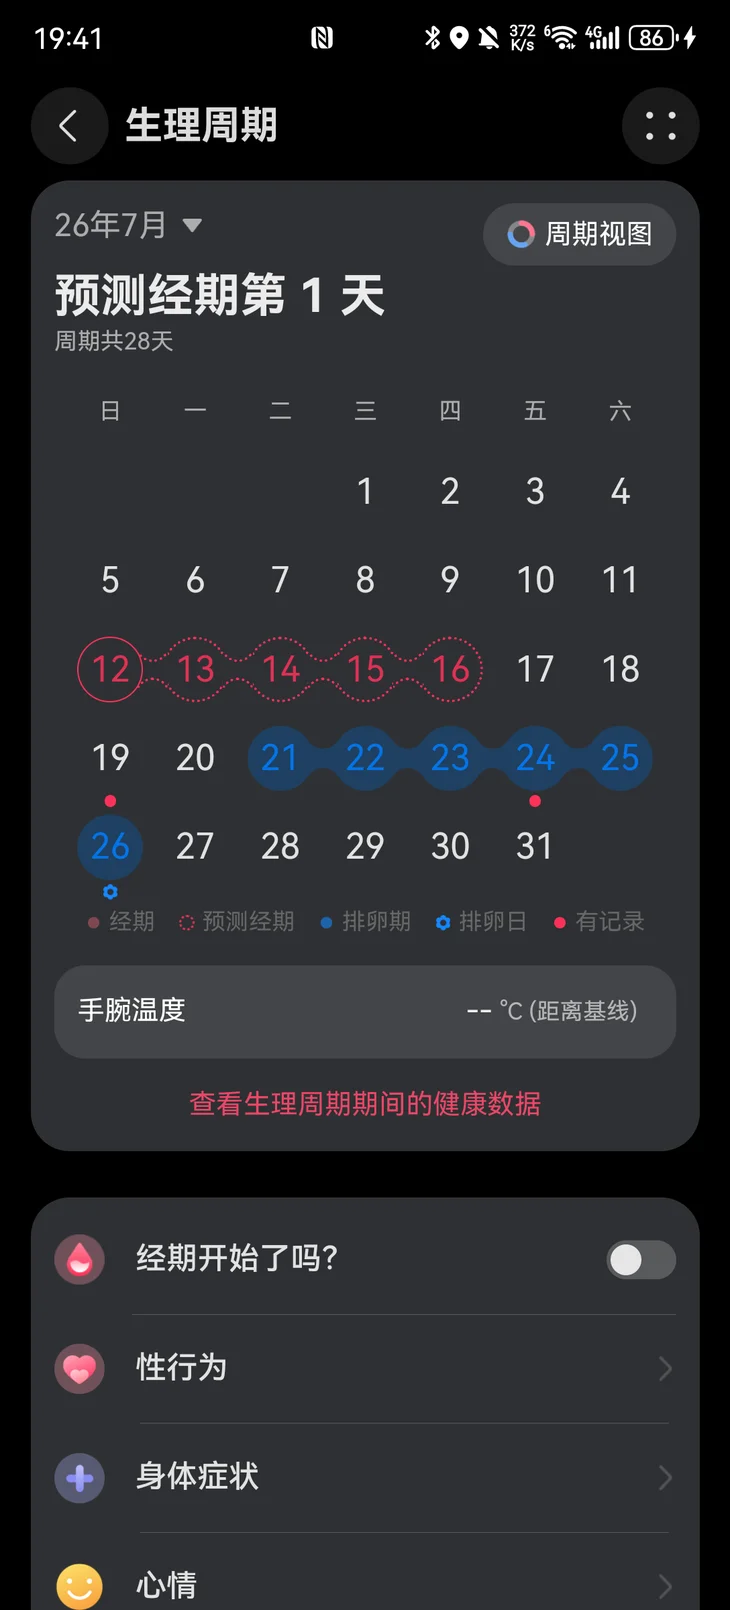 19:41 372 K/s 6 4G 86
生理周期
26年7月
周期视图
预测经期第 1 天
周期共28天
日 一 二 三 四 五 六
1 2 3 4
5 6 7 8 9 10 11
12 13 14 15 16 17 18
19 20 21 22 23 24 25
26 27 28 29 30 31
经期 预测经期 排卵期 排卵日 有记录
手腕温度 -- °C (距离基线)
查看生理周期期间的健康数据
经期开始了吗?
性行为
身体症状
心情